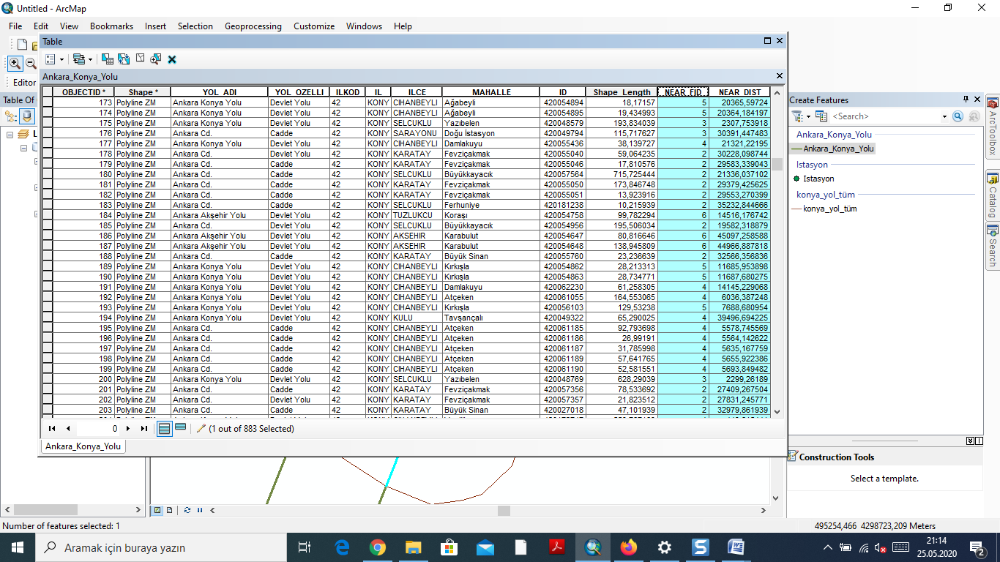 Untitled - ArcMap
File Edit View Bookmarks Insert Selection Geoprocessing Customize Windows Help
Table
Editor
Ankara_Konya_Yolu
Table Of
OBJECTID * Shape * YOL_ADI YOL_OZELLI ILKOD IL ILCE MAHALLE ID Shape_Length NEAR_FID NEAR_DIST
173 Polyline ZM Ankara Konya Yolu Devlet Yolu 42 KONY CIHANBEYLI Ağabeyli 420054894 18,17157 5 20365,59724
174 Polyline ZM Ankara Konya Yolu Devlet Yolu 42 KONY CIHANBEYLI Ağabeyli 420054895 19,434993 5 20364,184197
175 Polyline ZM Ankara Konya Yolu Devlet Yolu 42 KONY SELCUKLU Yazıbelen 420048579 193,834039 3 2307,753918
176 Polyline ZM Ankara Cd. Cadde 42 KONY SARAYONU Doğu İstasyon 420049794 115,717627 3 30391,447483
177 Polyline ZM Ankara Konya Yolu Devlet Yolu 42 KONY CIHANBEYLI Damlakuyu 420055436 38,139727 4 21321,22195
178 Polyline ZM Ankara Cd. Cadde 42 KONY KARATAY Fevziçakmak 420055040 59,064235 2 30228,098744
179 Polyline ZM Ankara Cd. Cadde 42 KONY KARATAY Fevziçakmak 420055046 17,810576 2 29583,339043
180 Polyline ZM Ankara Cd. Cadde 42 KONY SELCUKLU Büyükkayacık 420057564 715,725444 2 21336,037102
181 Polyline ZM Ankara Cd. Cadde 42 KONY KARATAY Fevziçakmak 420055050 173,846748 2 29379,425625
182 Polyline ZM Ankara Cd. Cadde 42 KONY KARATAY Fevziçakmak 420055051 13,923916 2 29553,270399
183 Polyline ZM Ankara Cd. Cadde 42 KONY SELCUKLU Ferhuniye 420181238 10,215939 2 35232,844666
184 Polyline ZM Ankara Akşehir Yolu Devlet Yolu 42 KONY TUZLUKCU Koraşı 420054758 99,782294 6 14516,176742
185 Polyline ZM Ankara Cd. Devlet Yolu 42 KONY SELCUKLU Büyükkayacık 420054956 195,506034 2 19582,318879
186 Polyline ZM Ankara Akşehir Yolu Devlet Yolu 42 KONY AKSEHIR Karabulut 420054647 80,816646 6 45097,258588
187 Polyline ZM Ankara Akşehir Yolu Devlet Yolu 42 KONY AKSEHIR Karabulut 420054648 138,945809 6 44966,887818
188 Polyline ZM Ankara Cd. Cadde 42 KONY KARATAY Büyük Sinan 420055760 23,236639 2 32566,356836
189 Polyline ZM Ankara Konya Yolu Devlet Yolu 42 KONY CIHANBEYLI Kırkışla 420054862 28,213313 5 11685,953898
190 Polyline ZM Ankara Konya Yolu Devlet Yolu 42 KONY CIHANBEYLI Kırkışla 420054863 28,734771 5 11687,680275
191 Polyline ZM Ankara Konya Yolu Devlet Yolu 42 KONY CIHANBEYLI Damlakuyu 420062230 61,258305 4 14145,229068
192 Polyline ZM Ankara Konya Yolu Devlet Yolu 42 KONY CIHANBEYLI Atçeken 420061055 164,553065 4 6036,387248
193 Polyline ZM Ankara Konya Yolu Devlet Yolu 42 KONY CIHANBEYLI Kırkışla 420056103 129,53238 5 7688,680954
194 Polyline ZM Ankara Konya Yolu Devlet Yolu 42 KONY KULU Tavşançalı 420049322 65,290025 4 39496,694225
195 Polyline ZM Ankara Cd. Cadde 42 KONY CIHANBEYLI Atçeken 420061185 92,793698 4 5578,745569
196 Polyline ZM Ankara Cd. Cadde 42 KONY CIHANBEYLI Atçeken 420061186 26,99191 4 5564,142622
197 Polyline ZM Ankara Cd. Cadde 42 KONY CIHANBEYLI Atçeken 420061187 31,785998 4 5635,167759
198 Polyline ZM Ankara Cd. Cadde 42 KONY CIHANBEYLI Atçeken 420061189 57,641765 4 5655,922386
199 Polyline ZM Ankara Cd. Cadde 42 KONY CIHANBEYLI Atçeken 420061190 52,581551 4 5693,849482
200 Polyline ZM Ankara Konya Yolu Devlet Yolu 42 KONY SELCUKLU Yazıbelen 420048769 628,29039 3 2299,26189
201 Polyline ZM Ankara Cd. Cadde 42 KONY KARATAY Fevziçakmak 420057356 78,533692 2 27409,267504
202 Polyline ZM Ankara Cd. Devlet Yolu 42 KONY KARATAY Fevziçakmak 420057357 21,823512 2 27831,245771
203 Polyline ZM Ankara Cd. Cadde 42 KONY KARATAY Büyük Sinan 420027018 47,101939 2 32979,861939
0 (1 out of 883 Selected)
Ankara_Konya_Yolu
Create Features
<Search>
Ankara_Konya_Yolu
Ankara_Konya_Yolu
Istasyon
Istasyon
konya_yol_tüm
konya_yol_tüm
Construction Tools
Select a template.
ArcToolbox
Catalog
Search
Number of features selected: 1
495254,466 4298723,209 Meters
Aramak için buraya yazın
21:14
25.05.2020
2